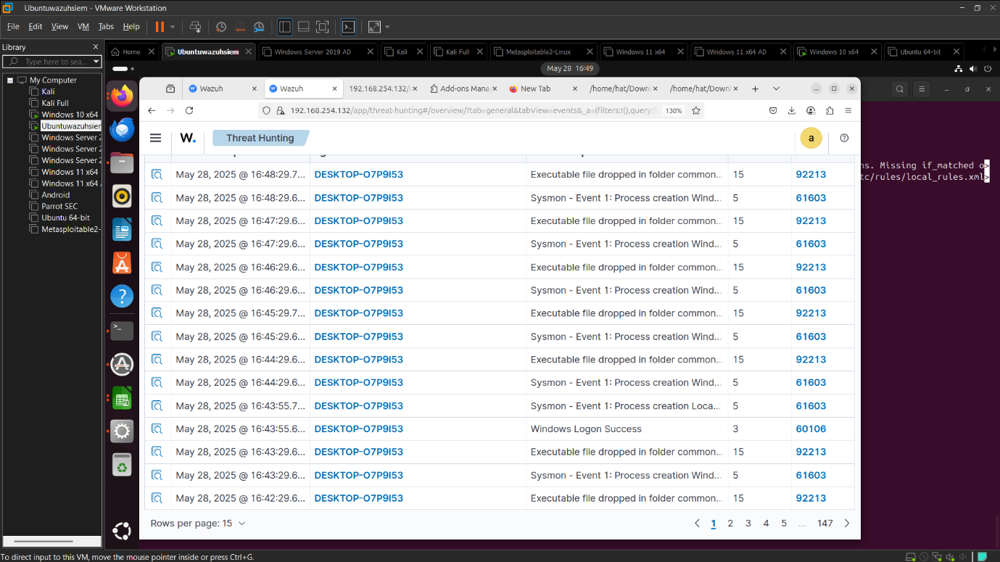 Ubuntuwazuhsiem - VMware Workstation
File Edit View VM Tabs Help
Library
Type here to sea...
My Computer
Kali
Kali Full
Windows 10 x64
Ubuntuwazuhsiem
Windows Server 2
Windows Server 2
Windows Server 2
Windows 11 x64
Windows 11 x64
Android
Parrot SEC
Ubuntu 64-bit
Metasploitable2-
Home Ubuntuwazuhsiem Windows Server 2019 AD Kali Kali Full Metasploitable2-Linux Windows 11 x64 Windows 11 x64 AD Windows 10 x64 Ubuntu 64-bit
May 28 16:49
Wazuh Wazuh 192.168.254.132/ Add-ons Mana New Tab /home/hat/Downl /home/hat/Downl
192.168.254.132/app/threat-hunting#/overview/?tab=general&tabView=events&_a=(filters:!(),query:( 130%
W. Threat Hunting a
ns. Missing if_matched o>
tc/rules/local_rules.xml>
May 28, 2025 @ 16:48:29.7... DESKTOP-O7P9I53 Executable file dropped in folder common... 15 92213
May 28, 2025 @ 16:48:29.6... DESKTOP-O7P9I53 Sysmon - Event 1: Process creation Wind... 5 61603
May 28, 2025 @ 16:47:29.6... DESKTOP-O7P9I53 Executable file dropped in folder common... 15 92213
May 28, 2025 @ 16:47:29.6... DESKTOP-O7P9I53 Sysmon - Event 1: Process creation Wind... 5 61603
May 28, 2025 @ 16:46:29.6... DESKTOP-O7P9I53 Executable file dropped in folder common... 15 92213
May 28, 2025 @ 16:46:29.6... DESKTOP-O7P9I53 Sysmon - Event 1: Process creation Wind... 5 61603
May 28, 2025 @ 16:45:29.7... DESKTOP-O7P9I53 Executable file dropped in folder common... 15 92213
May 28, 2025 @ 16:45:29.6... DESKTOP-O7P9I53 Sysmon - Event 1: Process creation Wind... 5 61603
May 28, 2025 @ 16:44:29.6... DESKTOP-O7P9I53 Executable file dropped in folder common... 15 92213
May 28, 2025 @ 16:44:29.6... DESKTOP-O7P9I53 Sysmon - Event 1: Process creation Wind... 5 61603
May 28, 2025 @ 16:43:55.7... DESKTOP-O7P9I53 Sysmon - Event 1: Process creation Loca... 5 61603
May 28, 2025 @ 16:43:55.6... DESKTOP-O7P9I53 Windows Logon Success 3 60106
May 28, 2025 @ 16:43:29.6... DESKTOP-O7P9I53 Executable file dropped in folder common... 15 92213
May 28, 2025 @ 16:43:29.6... DESKTOP-O7P9I53 Sysmon - Event 1: Process creation Wind... 5 61603
May 28, 2025 @ 16:42:29.6... DESKTOP-O7P9I53 Executable file dropped in folder common... 15 92213
Rows per page: 15 1 2 3 4 5 ... 147
To direct input to this VM, move the mouse pointer inside or press Ctrl+G.